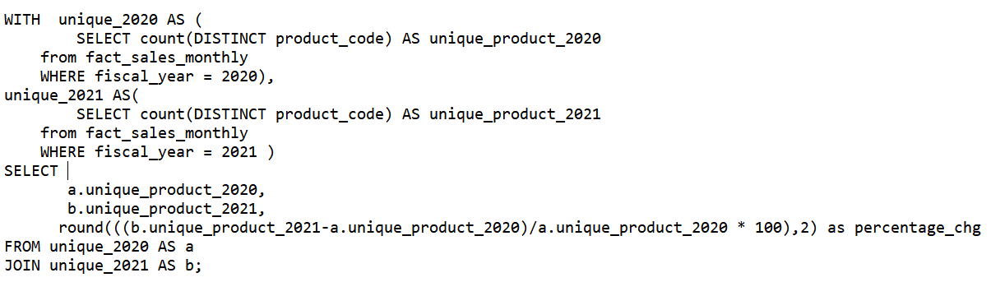 WITH  unique_2020 AS (
        SELECT count(DISTINCT product_code) AS unique_product_2020
    from fact_sales_monthly
    WHERE fiscal_year = 2020),
unique_2021 AS(
        SELECT count(DISTINCT product_code) AS unique_product_2021
    from fact_sales_monthly
    WHERE fiscal_year = 2021 )
SELECT
       a.unique_product_2020,
       b.unique_product_2021,
      round(((b.unique_product_2021-a.unique_product_2020)/a.unique_product_2020 * 100),2) as percentage_chg
FROM unique_2020 AS a
JOIN unique_2021 AS b;